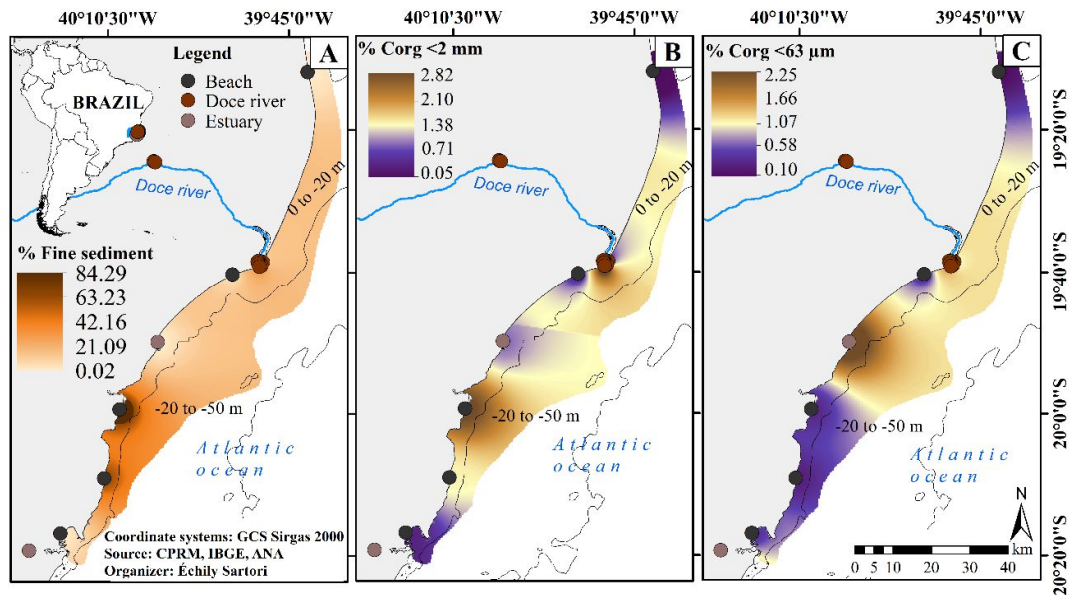 40°10'30"W
39°45'0"W
40°10'30"W
39°45'0"W
40°10'30"W
39°45'0"W
A
Legend
Beach
Doce river
Estuary
BRAZIL
Doce river
0 to -20 m
% Fine sediment
84.29
63.23
42.16
21.09
0.02
-20 to -50 m
Atlantic
ocean
Coordinate systems: GCS Sirgas 2000
Source: CPRM, IBGE, ANA
Organizer: Échily Sartori
B
% Corg <2 mm
2.82
2.10
1.38
0.71
0.05
Doce river
-20 to -50 m
Atlantic
ocean
C
% Corg <63 µm
2.25
1.66
1.07
0.58
0.10
Doce river
0 to -20 m
-20 to -50 m
Atlantic
ocean
N
0 5 10 20 30 40
km
19°20'0"S
19°40'0"S
20°0'0"S
20°20'0"S